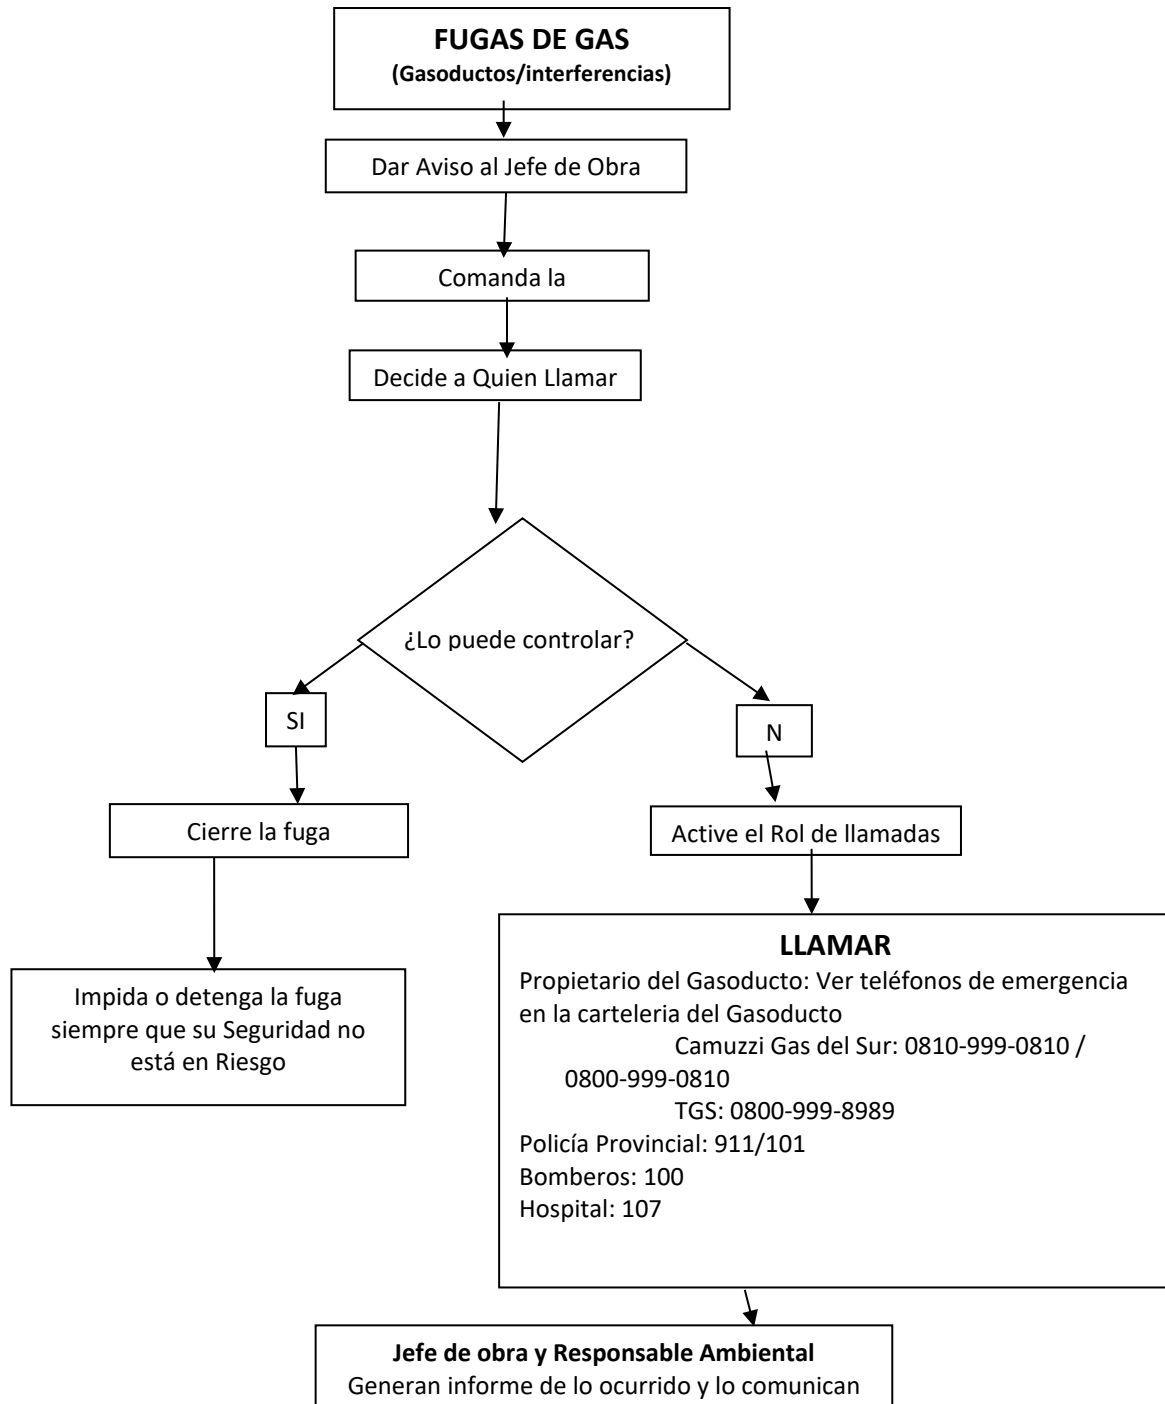 FUGAS DE GAS
(Gasoductos/interferencias)
Dar Aviso al Jefe de Obra
Comanda la
Decide a Quien Llamar
¿Lo puede controlar?
SI
N
Cierre la fuga
Active el Rol de llamadas
Impida o detenga la fuga
siempre que su Seguridad no
está en Riesgo
LLAMAR
Propietario del Gasoducto: Ver teléfonos de emergencia
en la carteleria del Gasoducto
Camuzzi Gas del Sur: 0810-999-0810 /
0800-999-0810
TGS: 0800-999-8989
Policía Provincial: 911/101
Bomberos: 100
Hospital: 107
Jefe de obra y Responsable Ambiental
Generan informe de lo ocurrido y lo comunican